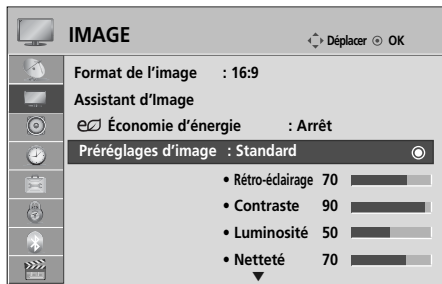 IMAGE Déplacer OK
Format de l'image : 16:9
Assistant d'Image
Économie d'énergie : Arrêt
Préréglages d'image : Standard
• Rétro-éclairage 70
• Contraste 90
• Luminosité 50
• Netteté 70